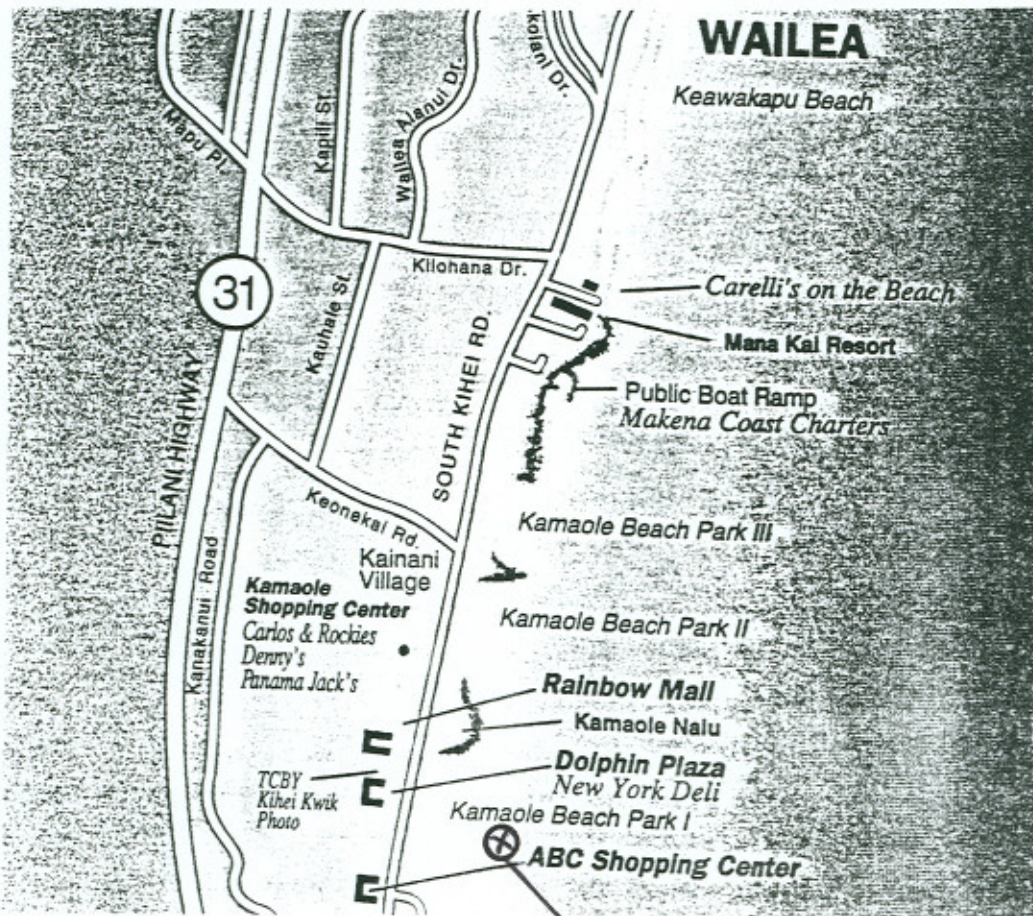 WAILEA
Keawakapu Beach
Mapu Pl.
Kapili St.
Wailea Alanui Dr.
kolani Dr.
31
Kilohana Dr.
Carelli's on the Beach
Kauhale St.
SOUTH KIHEI RD.
Mana Kai Resort
Public Boat Ramp
Makena Coast Charters
PIILANI HIGHWAY
Keonekai Rd.
Kamaole Beach Park III
Kanakanui Road
Kainani
Village
Kamaole
Shopping Center
Carlos & Rockies
Denny's
Panama Jack's
Kamaole Beach Park II
Rainbow Mall
Kamaole Nalu
Dolphin Plaza
New York Deli
TCBY
Kihei Kwik
Photo
Kamaole Beach Park I
ABC Shopping Center